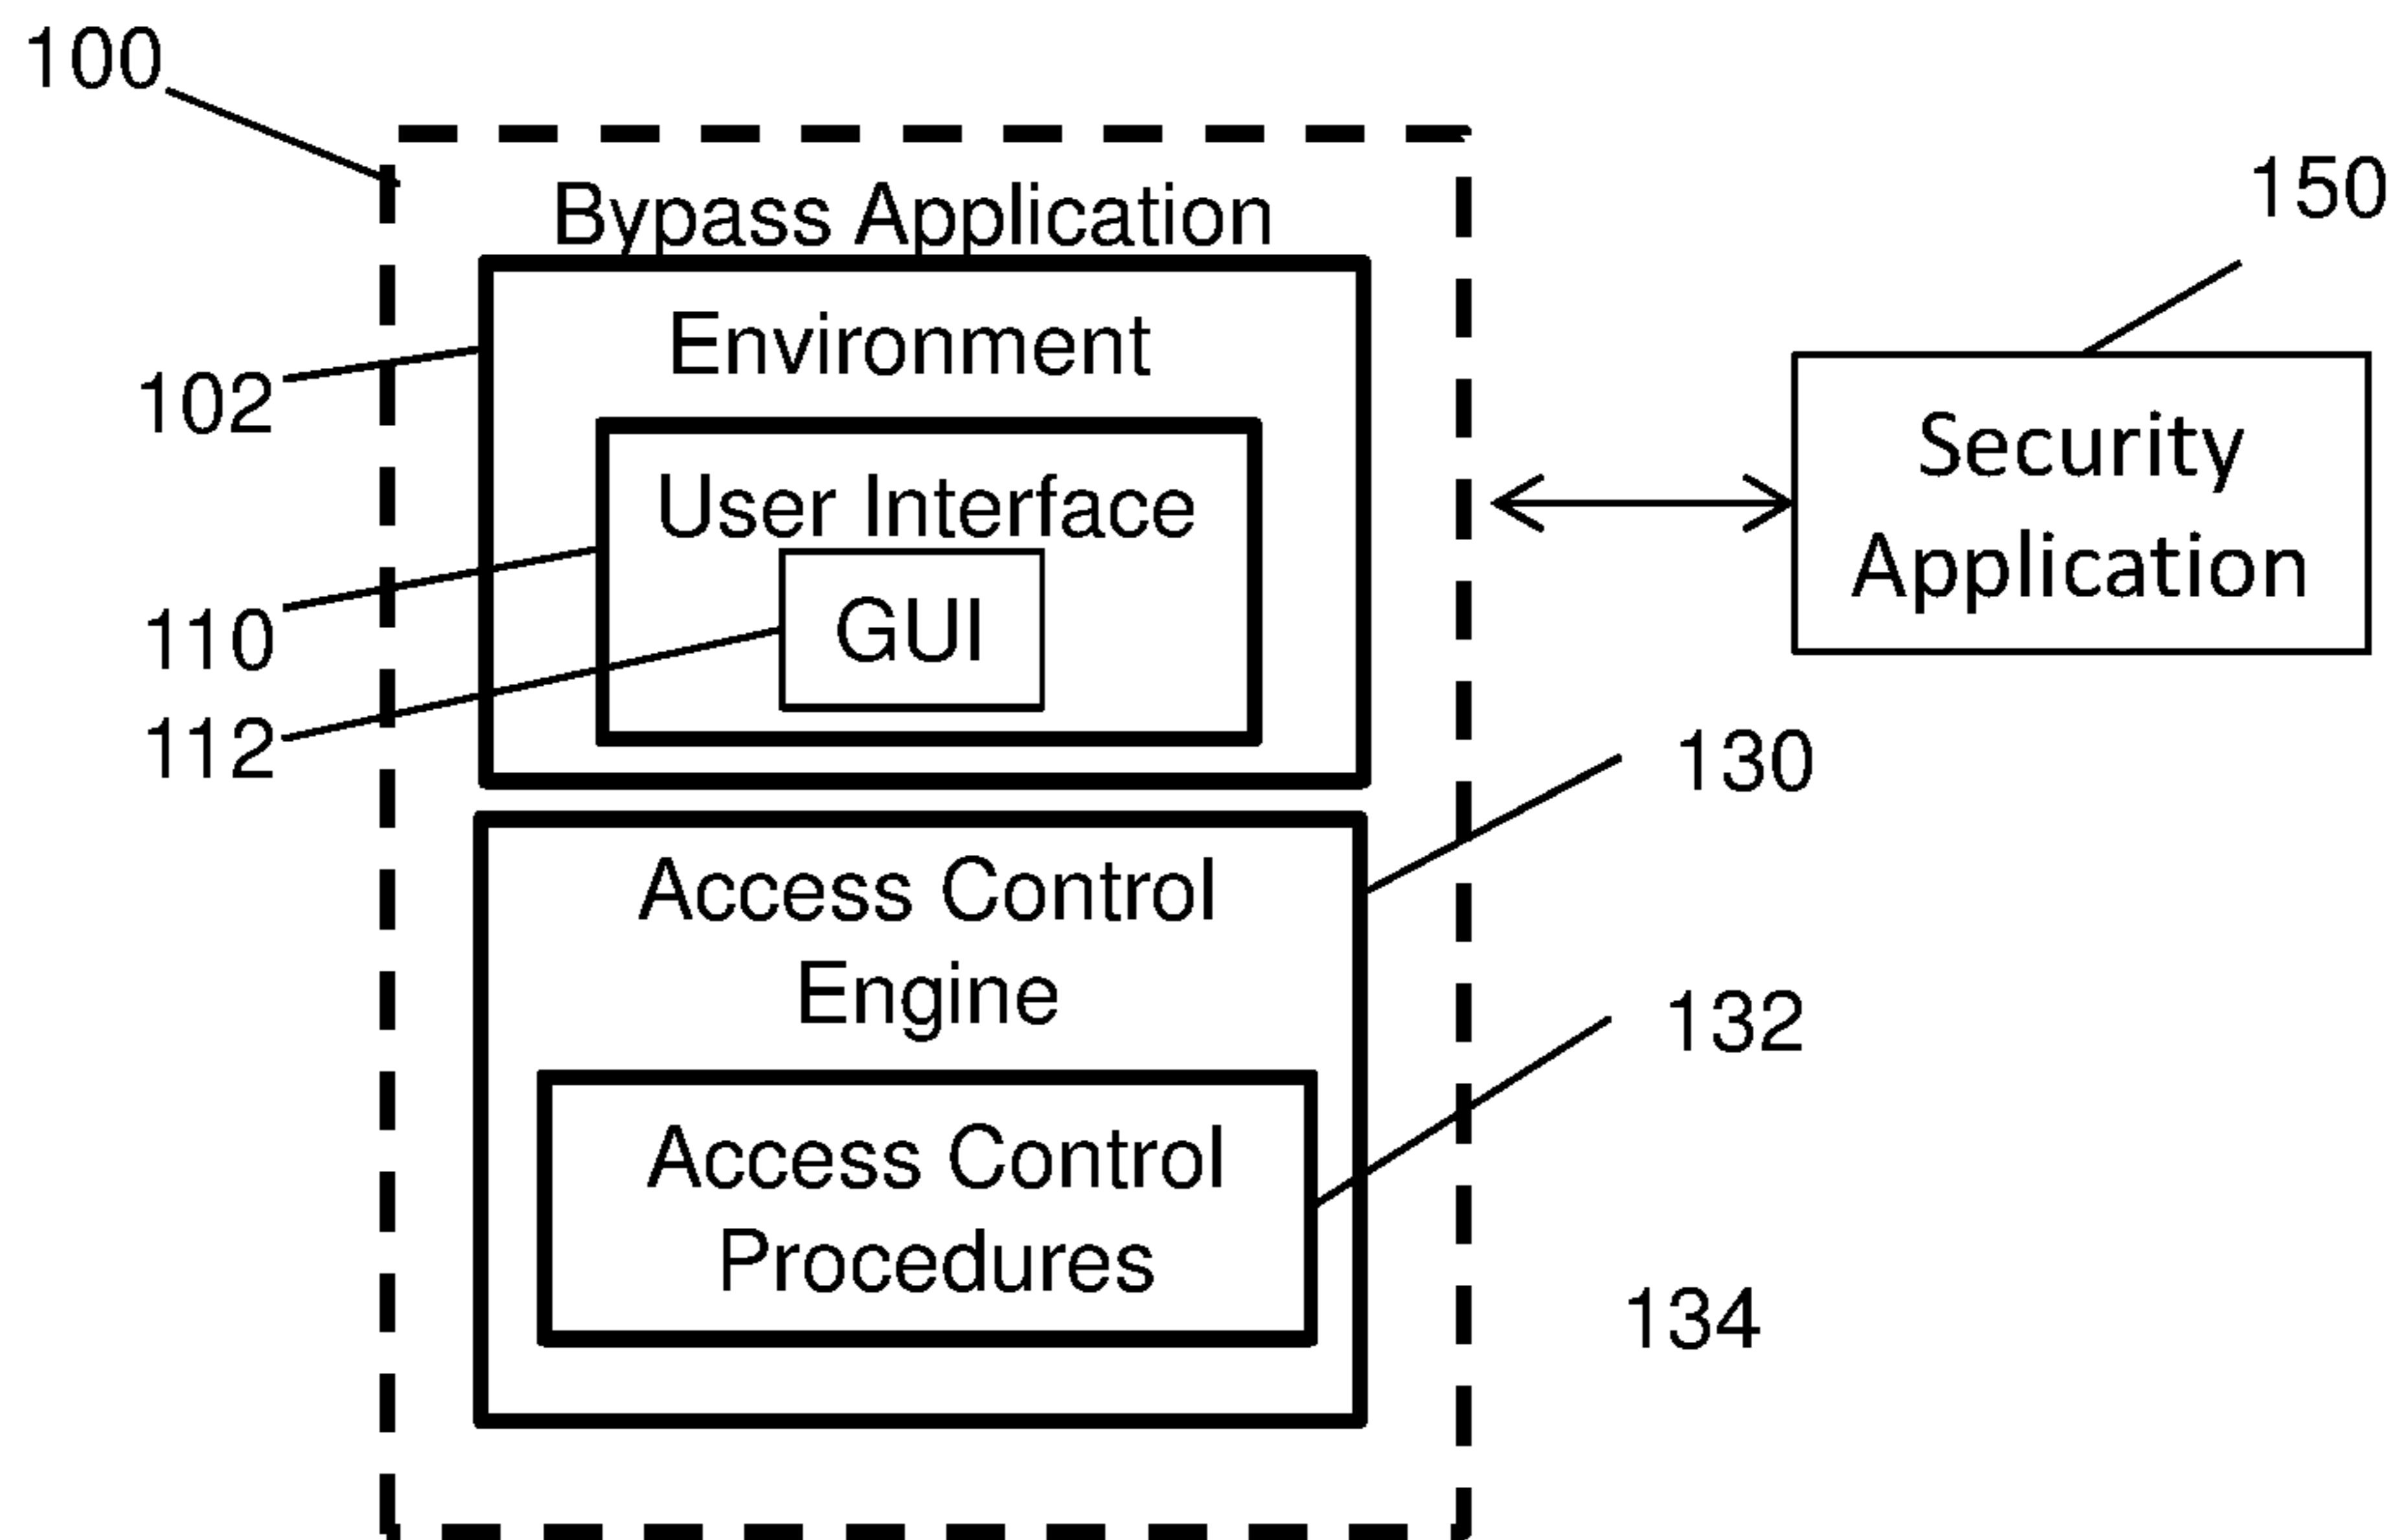 100
Bypass Application
150
Environment
102
Security
Application
User Interface
110
GUI
112
130
Access Control
Engine
132
Access Control
Procedures
134